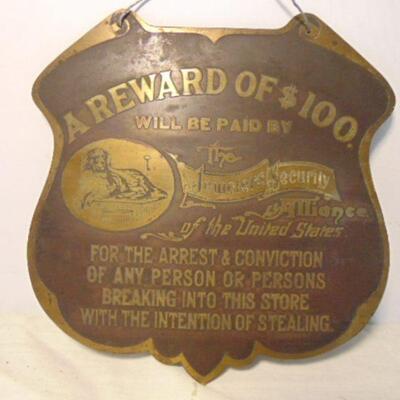 A REWARD OF $100.
WILL BE PAID BY
The
Jewelers Security
Alliance
of the United States.
FOR THE ARREST & CONVICTION
OF ANY PERSON OR PERSONS
BREAKING INTO THIS STORE
WITH THE INTENTION OF STEALING.